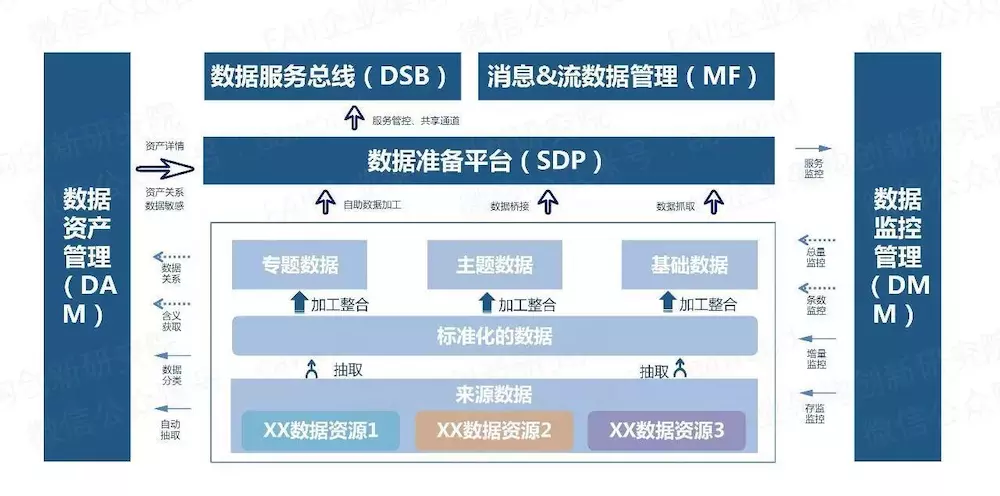 数据服务总线（DSB）
消息&流数据管理（MF）
服务管控、共享通道
数据准备平台（SDP）
资产详情
资产关系
数据敏感
服务
监控
数据
资产
管理
（DA
M）
数据
监控
管理
（DM
M）
自助数据加工
数据桥接
数据抓取
专题数据
主题数据
基础数据
数据
关系
总量
监控
加工整合
加工整合
加工整合
含义
获取
条数
监控
标准化的数据
数据
分类
增量
监控
抽取
抽取
来源数据
自动
抽取
存监
监控
XX数据资源1
XX数据资源2
XX数据资源3